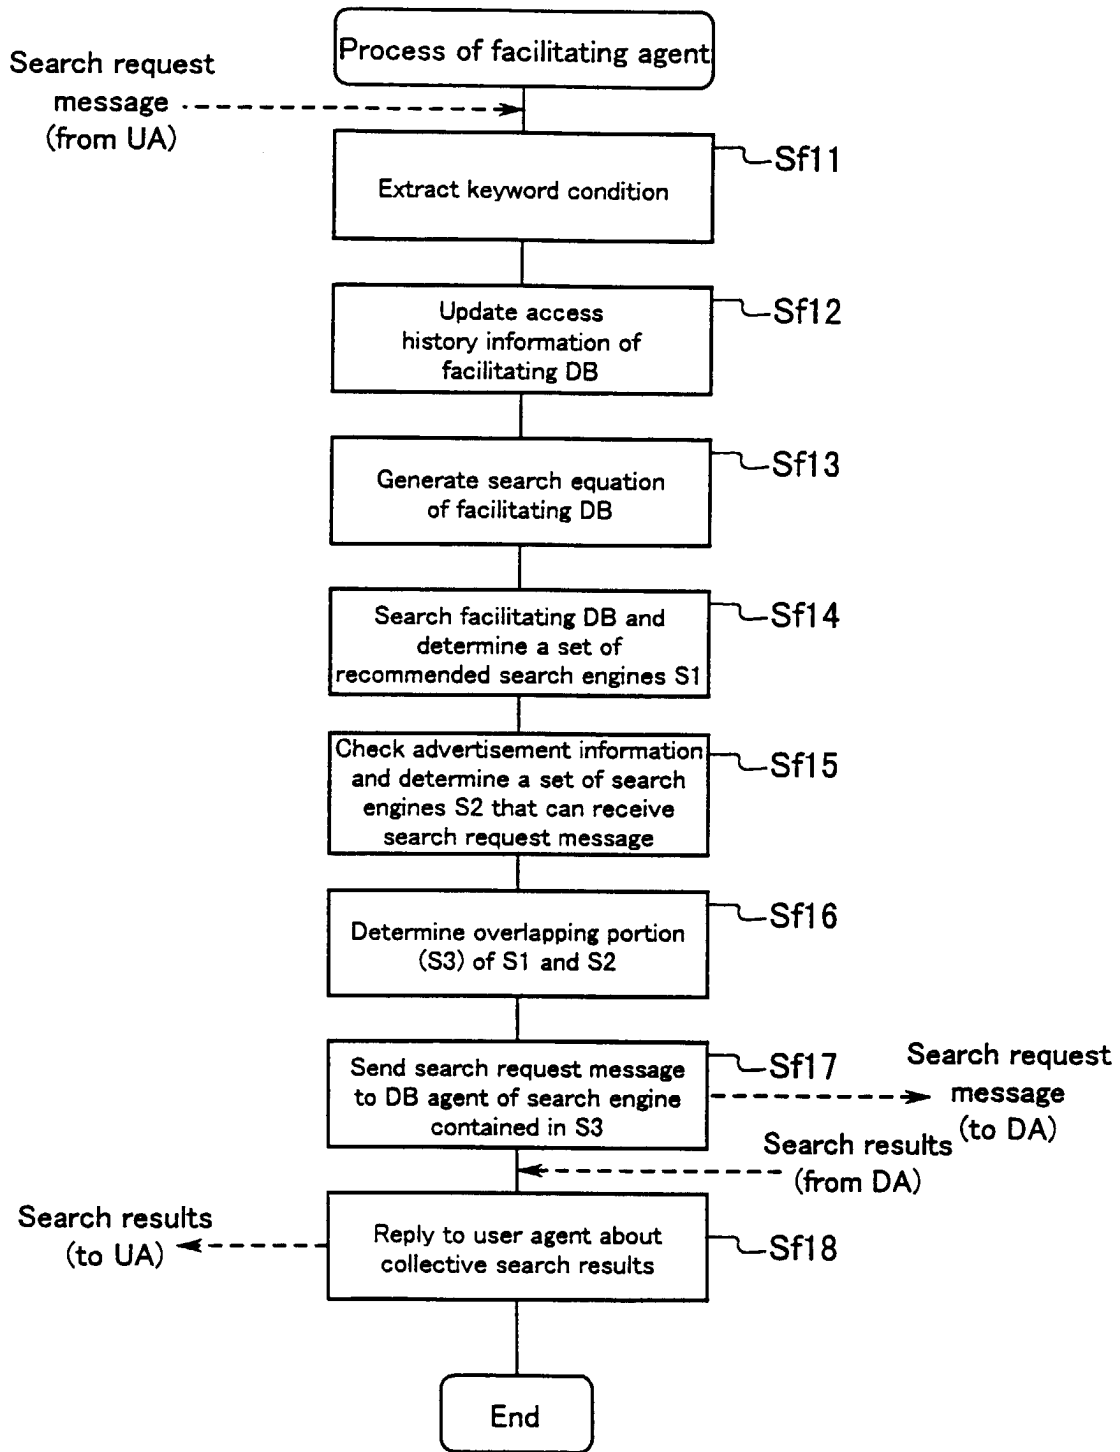 Process of facilitating agent
Search request
message
(from UA)
Sf11
Extract keyword condition
Sf12
Update access
history information of
facilitating DB
Sf13
Generate search equation
of facilitating DB
Sf14
Search facilitating DB and
determine a set of
recommended search engines S1
Sf15
Check advertisement information
and determine a set of search
engines S2 that can receive
search request message
Sf16
Determine overlapping portion
(S3) of S1 and S2
Sf17
Send search request message
to DB agent of search engine
contained in S3
Search request
message
(to DA)
Search results
(from DA)
Search results
(to UA)
Sf18
Reply to user agent about
collective search results
End